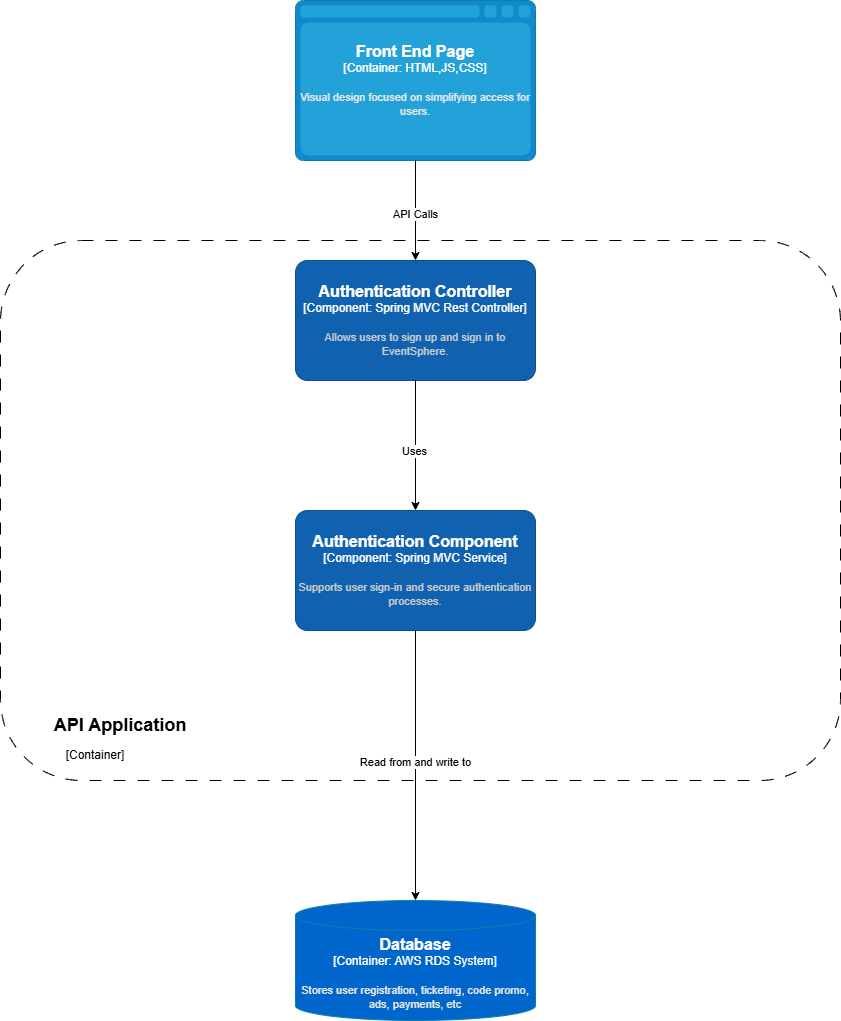 Front End Page
[Container: HTML,JS,CSS]
Visual design focused on simplifying access for
users.
API Calls
Authentication Controller
[Component: Spring MVC Rest Controller]
Allows users to sign up and sign in to
EventSphere.
Uses
Authentication Component
[Component: Spring MVC Service]
Supports user sign-in and secure authentication
processes.
API Application
[Container]
Read from and write to
Database
[Container: AWS RDS System]
Stores user registration, ticketing, code promo,
ads, payments, etc